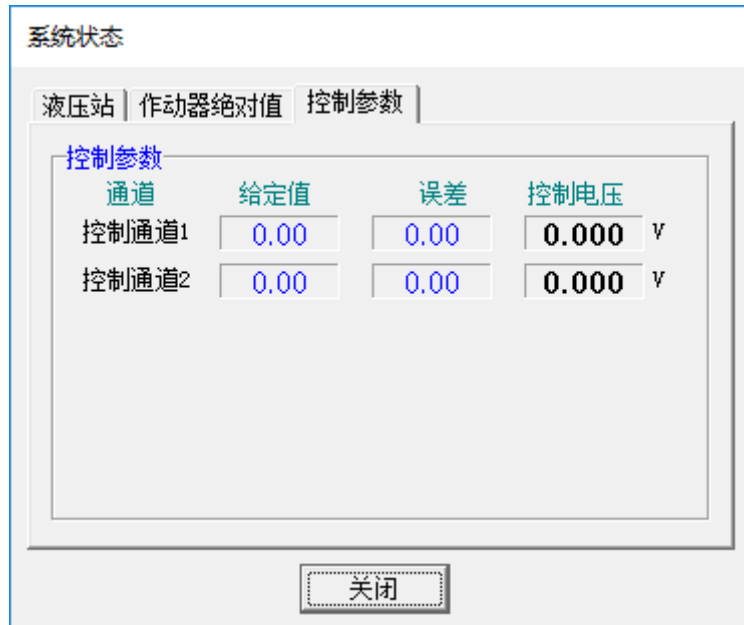 系统状态
液压站 作动器绝对值 控制参数
控制参数
通道 给定值 误差 控制电压
控制通道1 0.00 0.00 0.000 V
控制通道2 0.00 0.00 0.000 V
关闭